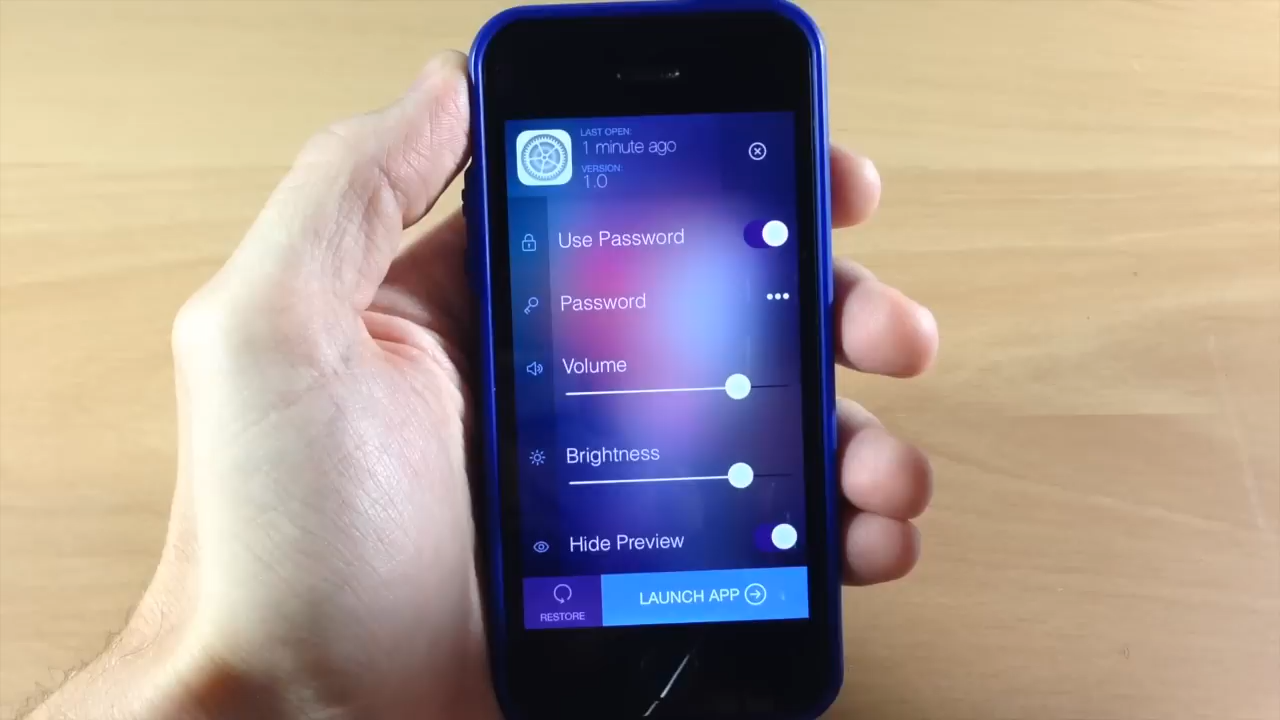 LAST OPEN:
1 minute ago
VERSION:
1.0
Use Password
Password
Volume
Brightness
Hide Preview
RESTORE
LAUNCH APP